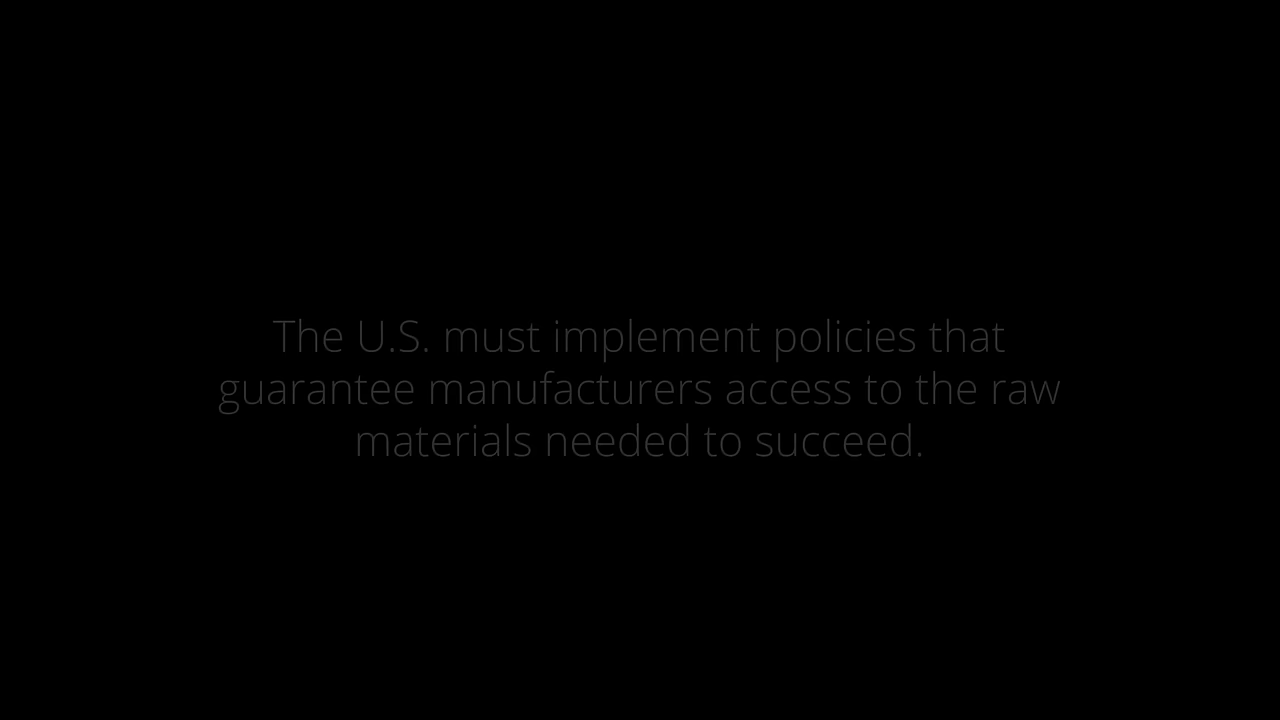 The U.S. must implement policies that
guarantee manufacturers access to the raw
materials needed to succeed.